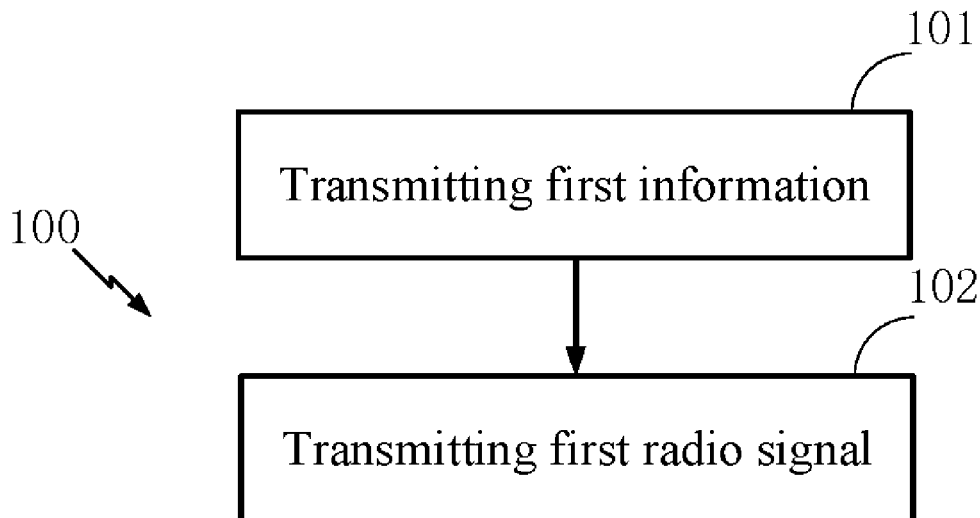 101
Transmitting first information
100
102
Transmitting first radio signal